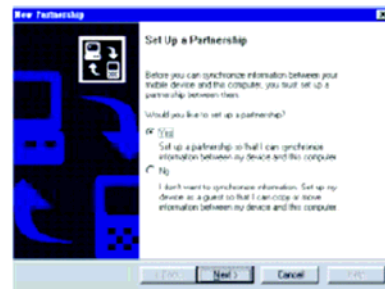 New Partnership
Set Up a Partnership
Before you can synchronize information between your
mobile device and this computer, you must set up a
partnership between them.
Would you like to set up a partnership?
Yes
Set up a partnership so that I can synchronize
information between my device and this computer
No
I don't want to synchronize information. Set up my
device as a guest so that I can copy or move
information between my device and this computer
< Back
Next >
Cancel
Help